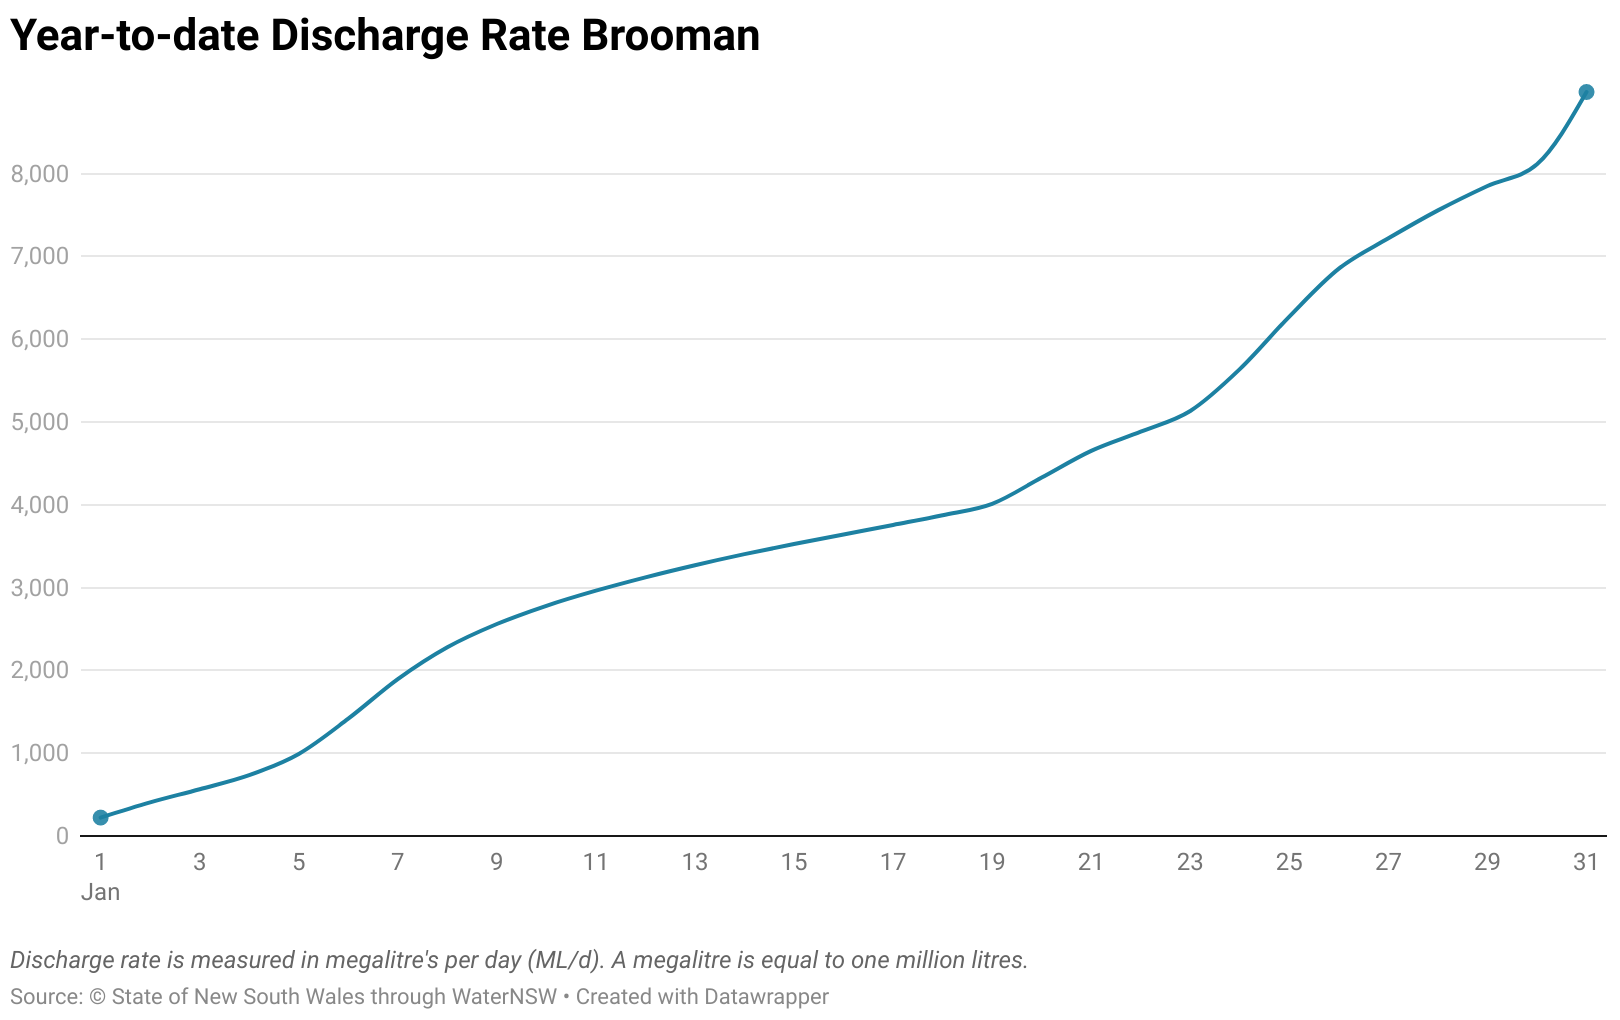 Year-to-date Discharge Rate Brooman
8,000
7,000
6,000
5,000
4,000
3,000
2,000
1,000
0
1 3 5 7 9 11 13 15 17 19 21 23 25 27 29 31
Jan
Discharge rate is measured in megalitre's per day (ML/d). A megalitre is equal to one million litres.
Source: © State of New South Wales through WaterNSW • Created with Datawrapper